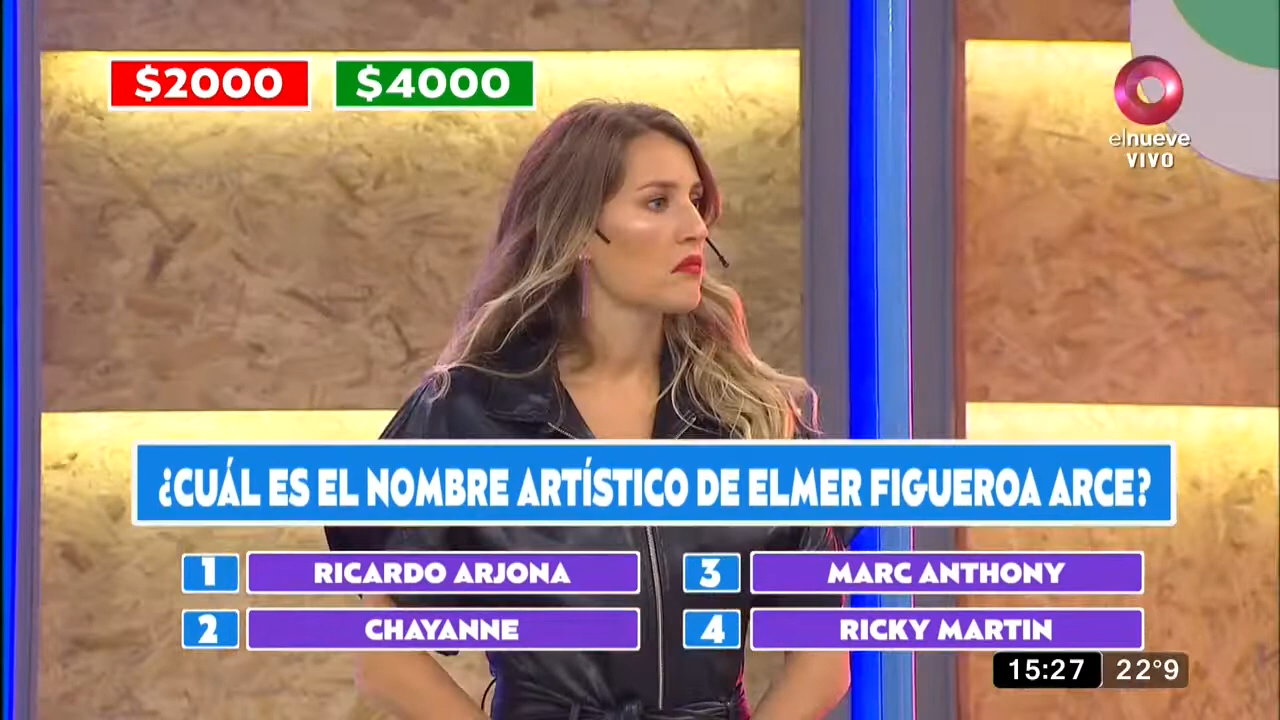 $2000 $4000
elnueve
VIVO
¿CUÁL ES EL NOMBRE ARTÍSTICO DE ELMER FIGUEROA ARCE?
1 RICARDO ARJONA
2 CHAYANNE
3 MARC ANTHONY
4 RICKY MARTIN
15:27 22°9